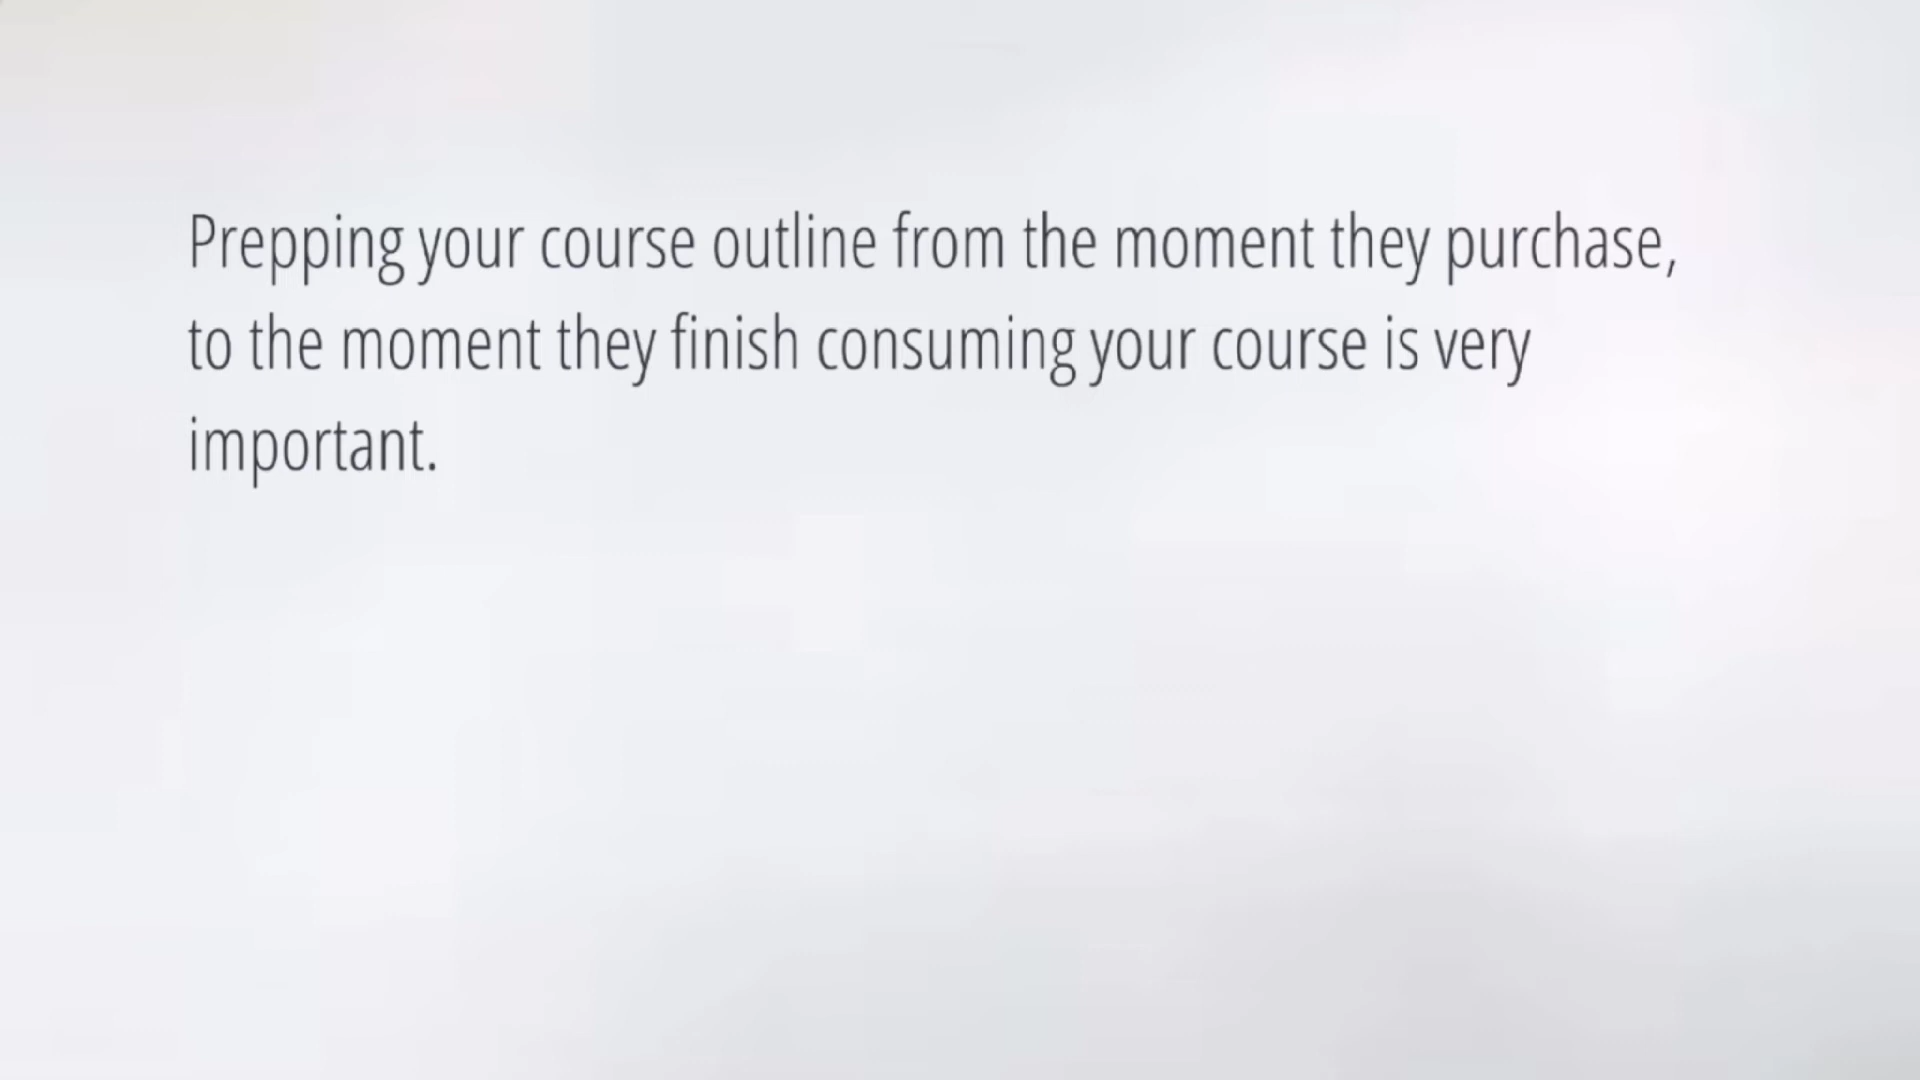 Prepping your course outline from the moment they purchase,
to the moment they finish consuming your course is very
important.